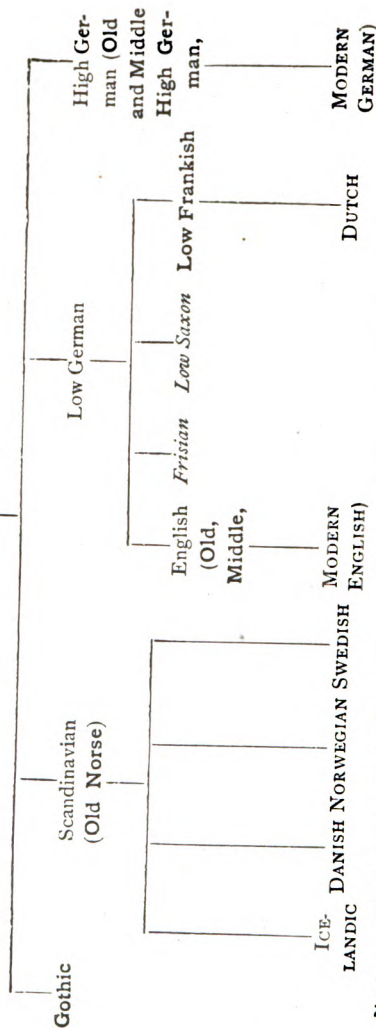 Gothic
Scandinavian
(Old Norse)
Low German
High Ger-
man (Old
and Middle
High Ger-
man,
English
(Old,
Middle,
Frisian
Low Saxon
Low Frankish
ICE-
LANDIC
DANISH
NORWEGIAN
SWEDISH
MODERN
ENGLISH)
DUTCH
MODERN
GERMAN)